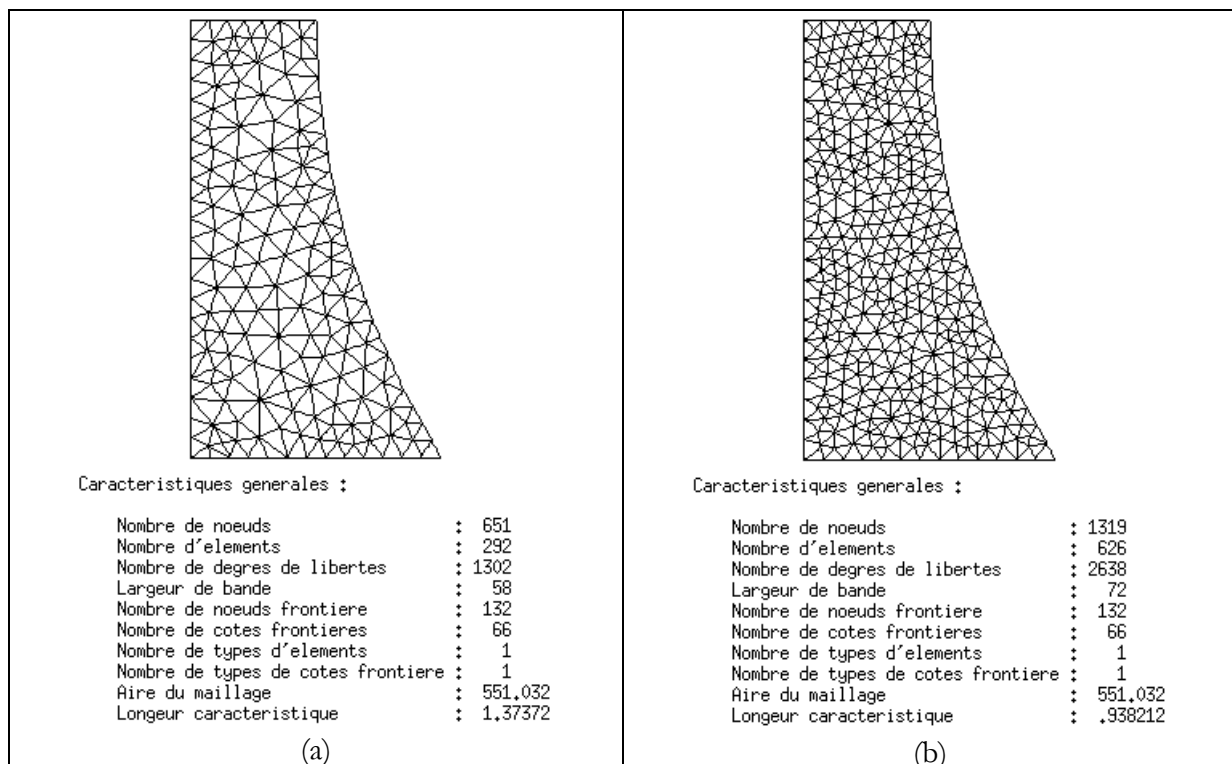 Caracteristiques generales :
Nombre de noeuds : 651
Nombre d'elements : 292
Nombre de degres de libertes : 1302
Largeur de bande : 58
Nombre de noeuds frontiere : 132
Nombre de cotes frontieres : 66
Nombre de types d'elements : 1
Nombre de types de cotes frontiere : 1
Aire du maillage : 551.032
Longeur caracteristique : 1.37372
(a)
Caracteristiques generales :
Nombre de noeuds : 1319
Nombre d'elements : 626
Nombre de degres de libertes : 2638
Largeur de bande : 72
Nombre de noeuds frontiere : 132
Nombre de cotes frontieres : 66
Nombre de types d'elements : 1
Nombre de types de cotes frontiere : 1
Aire du maillage : 551.032
Longeur caracteristique : .938212
(b)